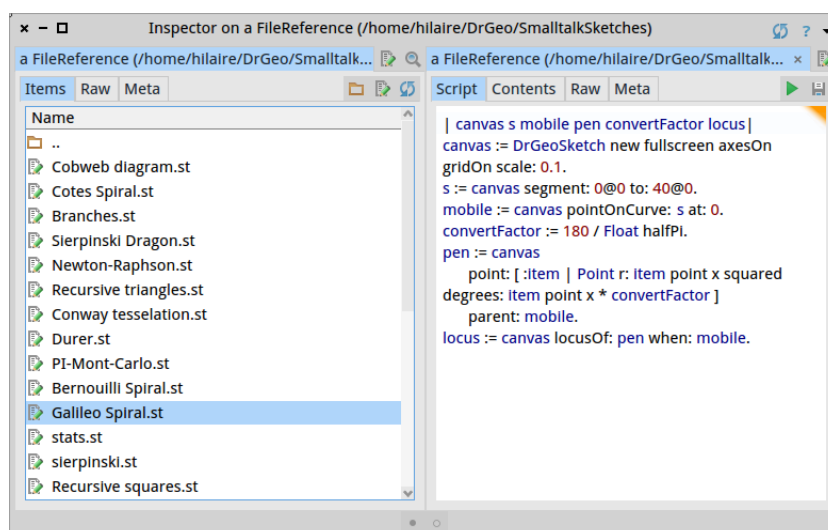 Inspector on a FileReference (/home/hilaire/DrGeo/SmalltalkSketches)
?
a FileReference (/home/hilaire/DrGeo/Smalltalk...
Items Raw Meta
Name
..
Cobweb diagram.st
Cotes Spiral.st
Branches.st
Sierpinski Dragon.st
Newton-Raphson.st
Recursive triangles.st
Conway tesselation.st
Durer.st
PI-Mont-Carlo.st
Bernouilli Spiral.st
Galileo Spiral.st
stats.st
sierpinski.st
Recursive squares.st
a FileReference (/home/hilaire/DrGeo/Smalltalk... ×
Script Contents Raw Meta
| canvas s mobile pen convertFactor locus|
canvas := DrGeoSketch new fullscreen axesOn
gridOn scale: 0.1.
s := canvas segment: 0@0 to: 40@0.
mobile := canvas pointOnCurve: s at: 0.
convertFactor := 180 / Float halfPi.
pen := canvas
point: [ :item | Point r: item point x squared
degrees: item point x * convertFactor ]
parent: mobile.
locus := canvas locusOf: pen when: mobile.